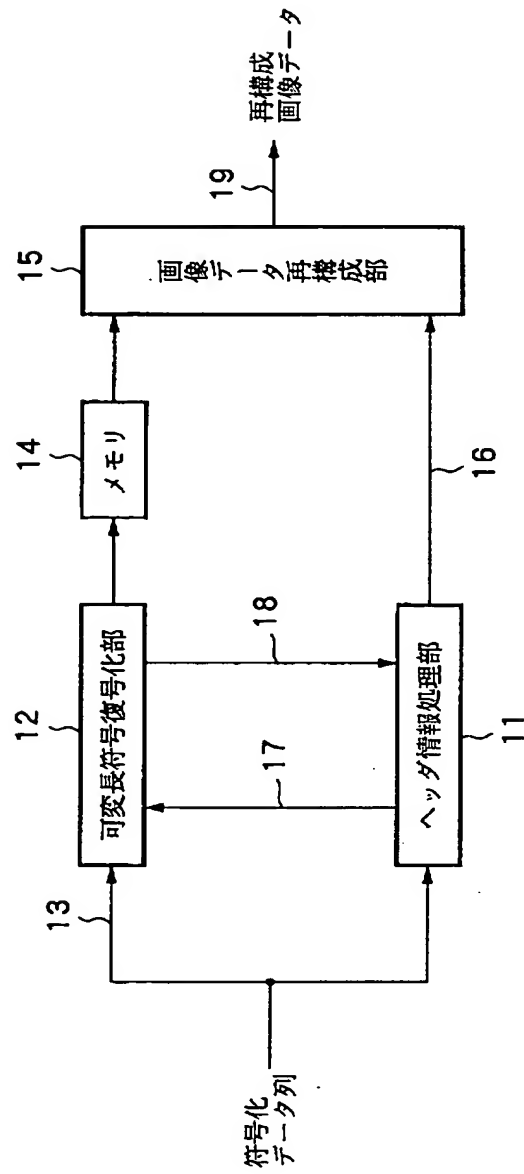 符号化
データ列
13
12
可変長符号復号化部
14
メモリ
15
画像データ再構成部
19
再構成
画像データ
17
18
16
ヘッダ情報処理部
11